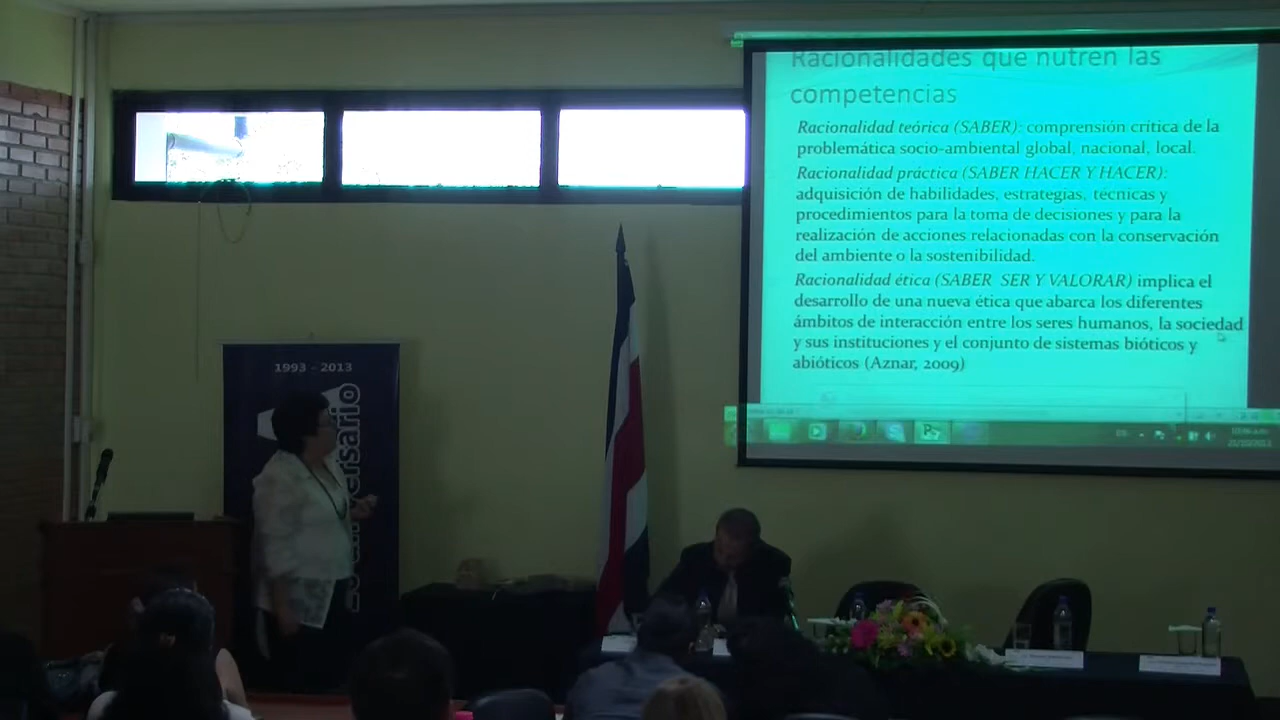 Racionalidades que nutren las
competencias
Racionalidad teórica (SABER): comprensión crítica de la
problemática socio-ambiental global, nacional, local.
Racionalidad práctica (SABER HACER Y HACER):
adquisición de habilidades, estrategias, técnicas y
procedimientos para la toma de decisiones y para la
realización de acciones relacionadas con la conservación
del ambiente o la sostenibilidad.
Racionalidad ética (SABER SER Y VALORAR) implica el
desarrollo de una nueva ética que abarca los diferentes
ámbitos de interacción entre los seres humanos, la sociedad
y sus instituciones y el conjunto de sistemas bióticos y
abióticos (Aznar, 2009)
1993 - 2013